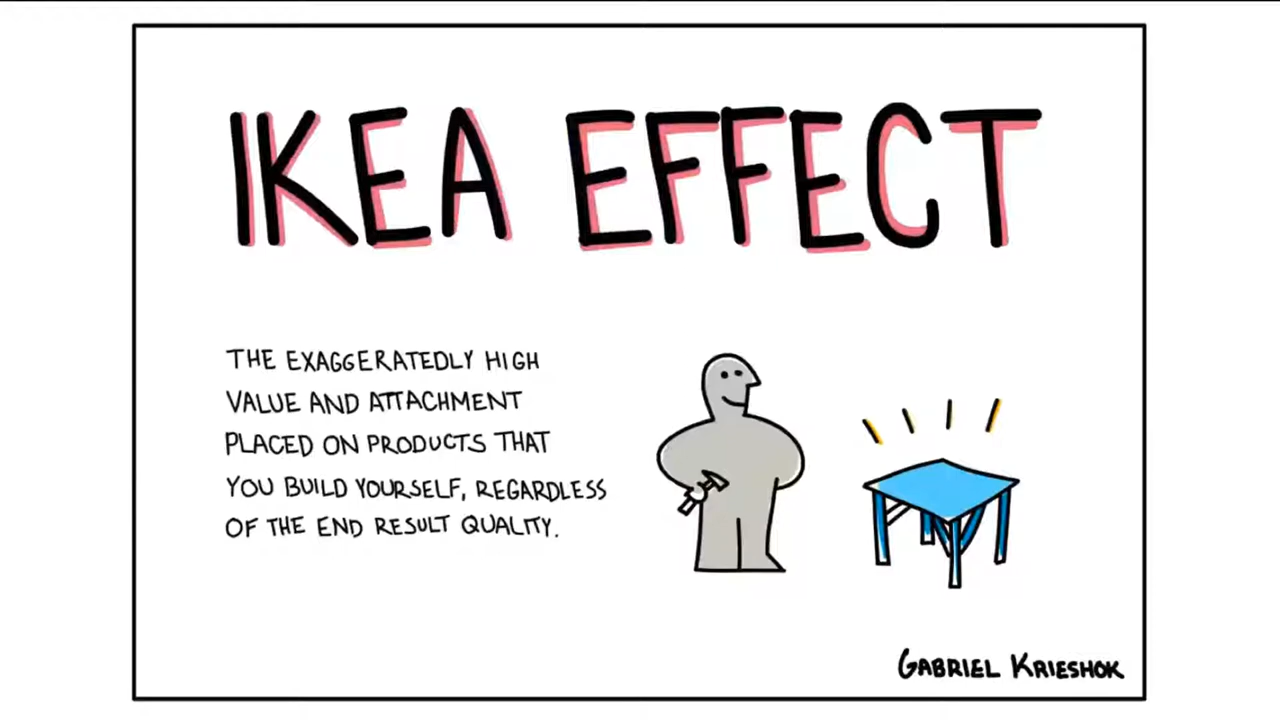 IKEA EFFECT
THE EXAGGERATEDLY HIGH
VALUE AND ATTACHMENT
PLACED ON PRODUCTS THAT
YOU BUILD YOURSELF, REGARDLESS
OF THE END RESULT QUALITY.
GABRIEL KRIESHOK